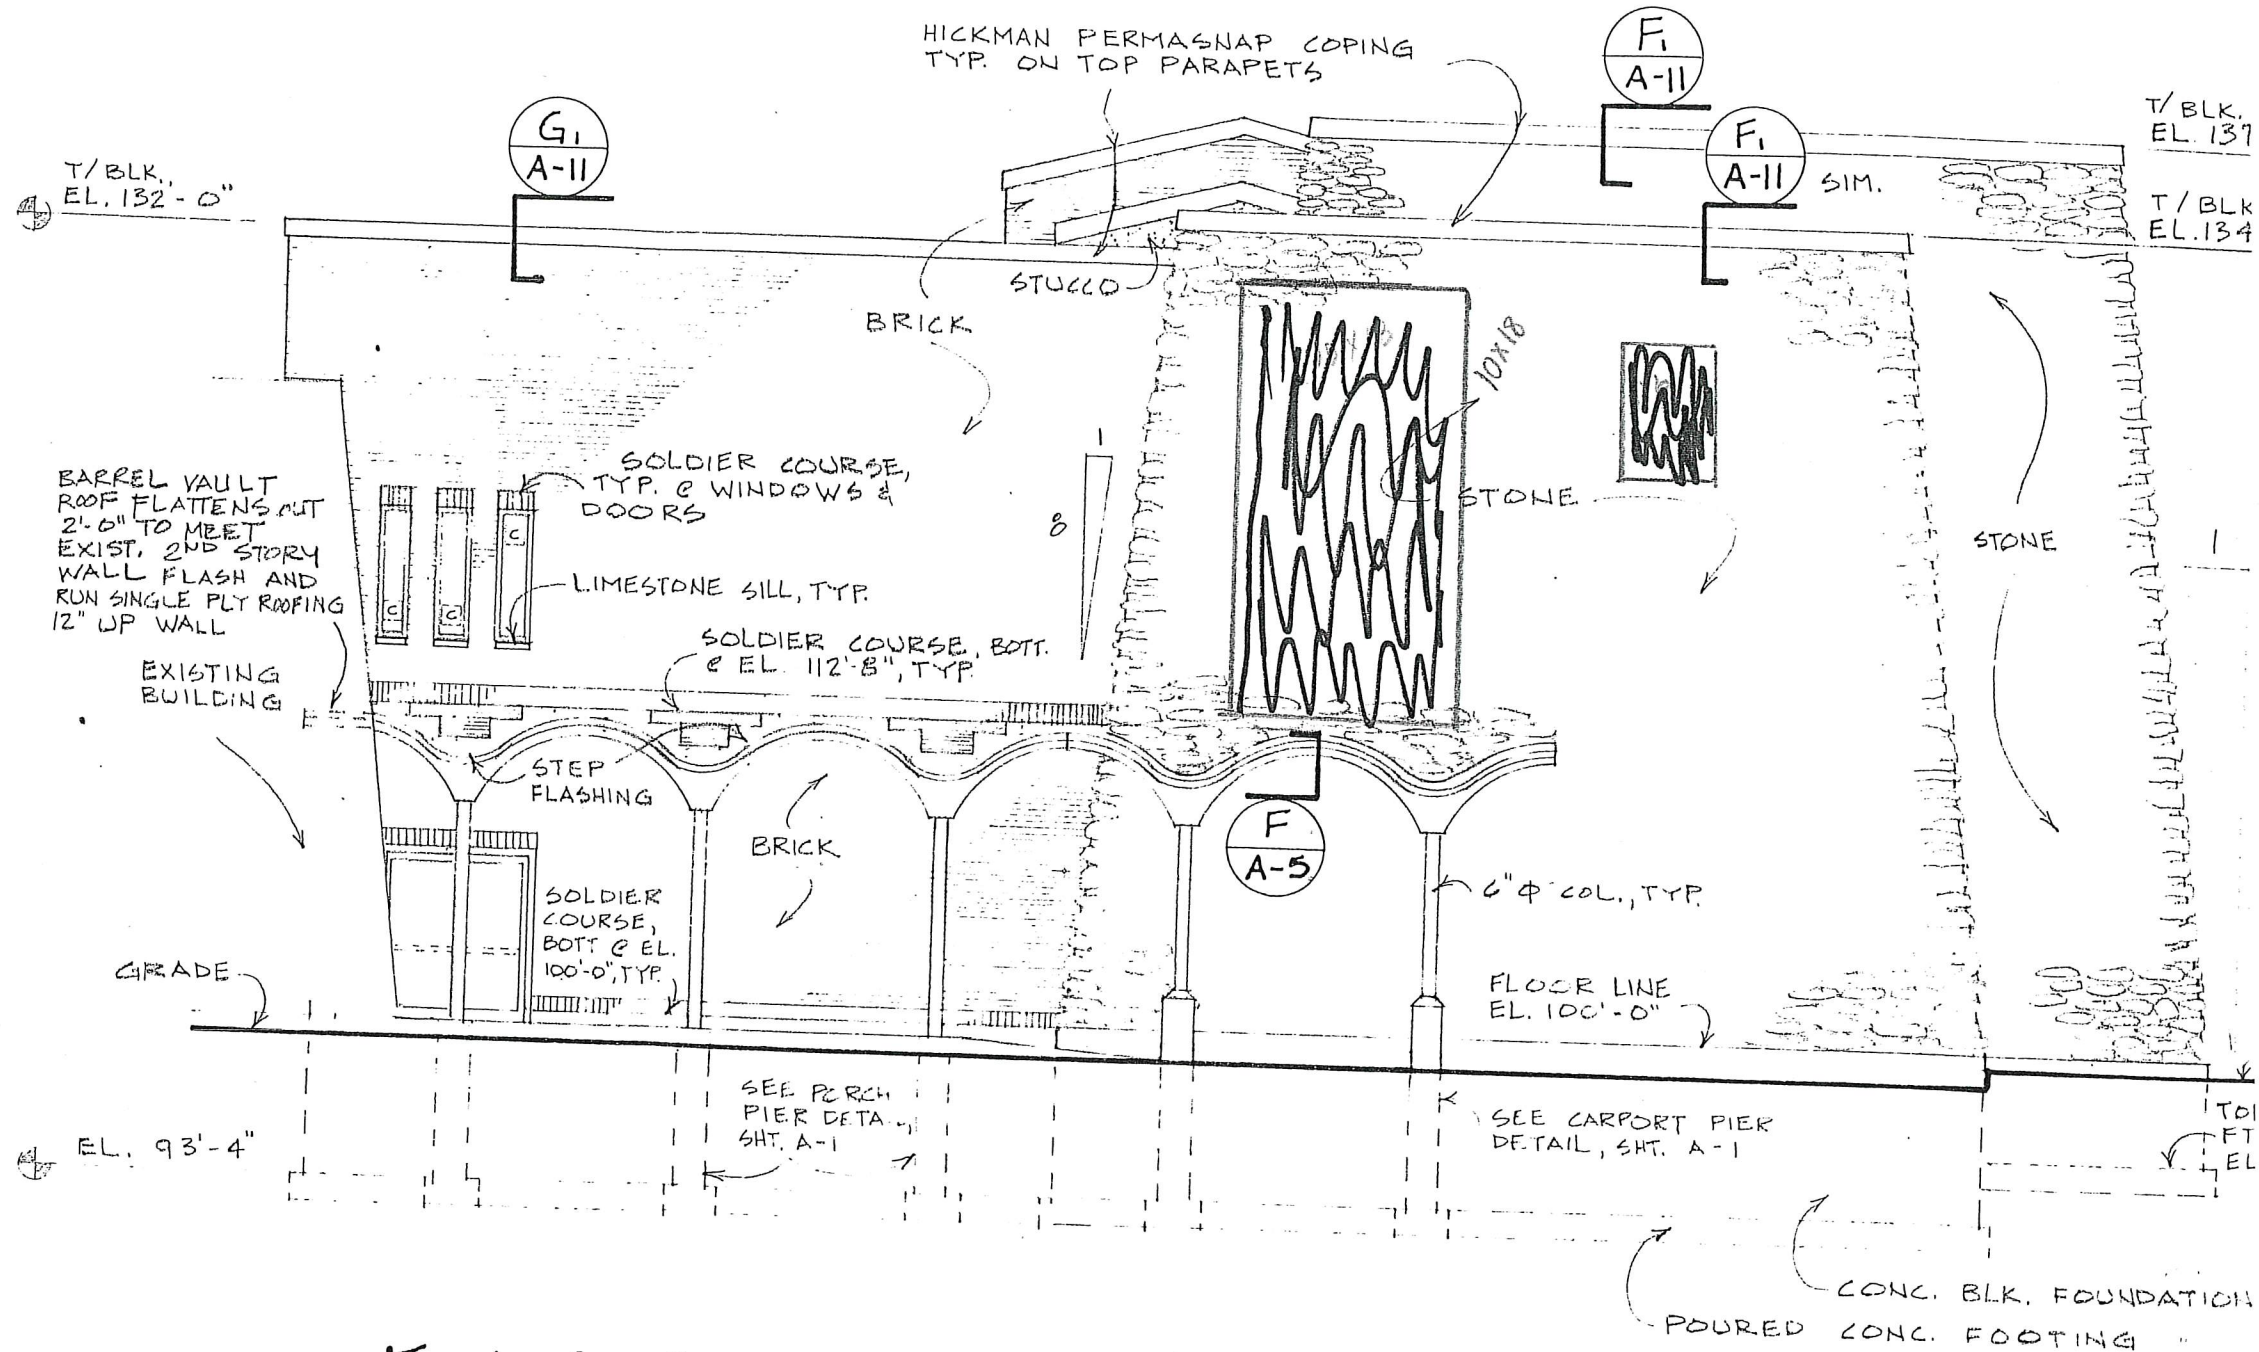 HICKMAN PERMASNAP COPING
TYP. ON TOP PARAPETS
F1
A-11
G1
A-11
F1
A-11
SIM.
T/BLK.
EL. 137
T/BLK.
EL. 132'-0"
T/BLK
EL. 134
STUCCO
BRICK
10X18
SOLDIER COURSE,
TYP. @ WINDOWS &
DOORS
BARREL VAULT
ROOF FLATTENS OUT
2'-0" TO MEET
EXIST. 2ND STORY
WALL FLASH AND
RUN SINGLE PLY ROOFING
12" UP WALL
1
8
STONE
STONE
1
C
C
C
LIMESTONE SILL, TYP.
SOLDIER COURSE, BOTT.
@ EL. 112'-8", TYP.
EXISTING
BUILDING
STEP
FLASHING
BRICK
F
A-5
6" Φ COL., TYP.
SOLDIER
COURSE,
BOTT @ EL.
100'-0", TYP.
GRADE
FLOOR LINE
EL. 100'-0"
SEE PORCH
PIER DETA
SHT. A-1
SEE CARPORT PIER
DETAIL, SHT. A-1
EL. 93'-4"
FT
EL
CONC. BLK. FOUNDATION
POURED CONC. FOOTING